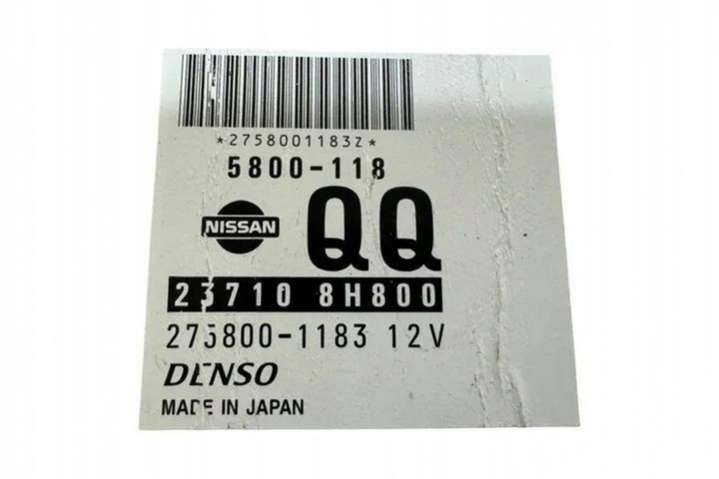 *2758001183Z*
5800-118
NISSAN QQ
23710 8H800
275800-1183 12V
DENSO
MADE IN JAPAN